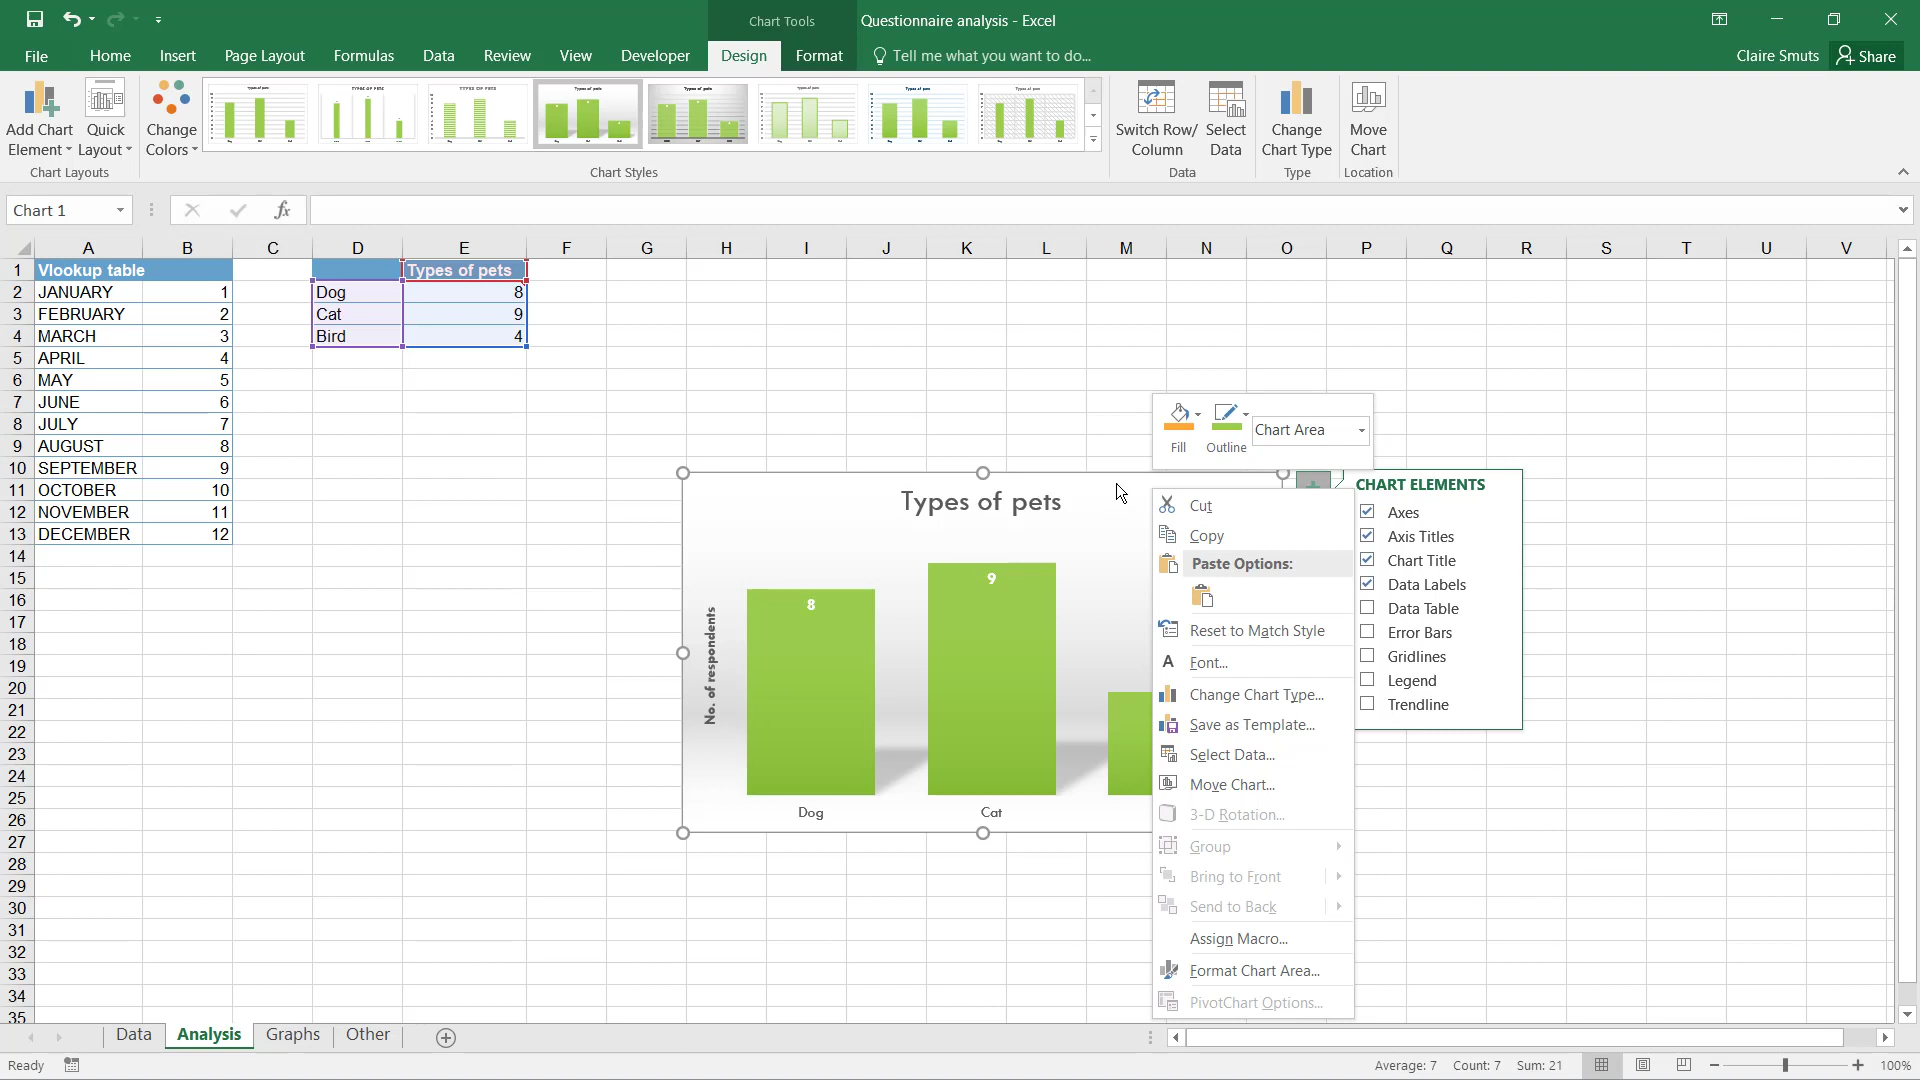 Chart Tools
Questionnaire analysis - Excel
File Home Insert Page Layout Formulas Data Review View Developer Design Format Tell me what you want to do... Claire Smuts Share
Add Chart Element
Quick Layout
Change Colors
Switch Row/ Column
Select Data
Change Chart Type
Move Chart
Chart Layouts Chart Styles Data Type Location
Chart 1
fx
A B C D E F G H I J K L M N O P Q R S T U V
1 Vlookup table Types of pets
2 JANUARY 1 Dog 8
3 FEBRUARY 2 Cat 9
4 MARCH 3 Bird 4
5 APRIL 4
6 MAY 5
7 JUNE 6
8 JULY 7
9 AUGUST 8
10 SEPTEMBER 9
11 OCTOBER 10
12 NOVEMBER 11
13 DECEMBER 12
14
15
16
17
18
19
20
21
22
23
24
25
26
27
28
29
30
31
32
33
34
35
Fill Outline Chart Area
Types of pets
No. of respondents
8
9
Dog Cat
Cut
Copy
Paste Options:
Reset to Match Style
Font...
Change Chart Type...
Save as Template...
Select Data...
Move Chart...
3-D Rotation...
Group
Bring to Front
Send to Back
Assign Macro...
Format Chart Area...
PivotChart Options...
CHART ELEMENTS
Axes
Axis Titles
Chart Title
Data Labels
Data Table
Error Bars
Gridlines
Legend
Trendline
Data Analysis Graphs Other
Ready Average: 7 Count: 7 Sum: 21 100%